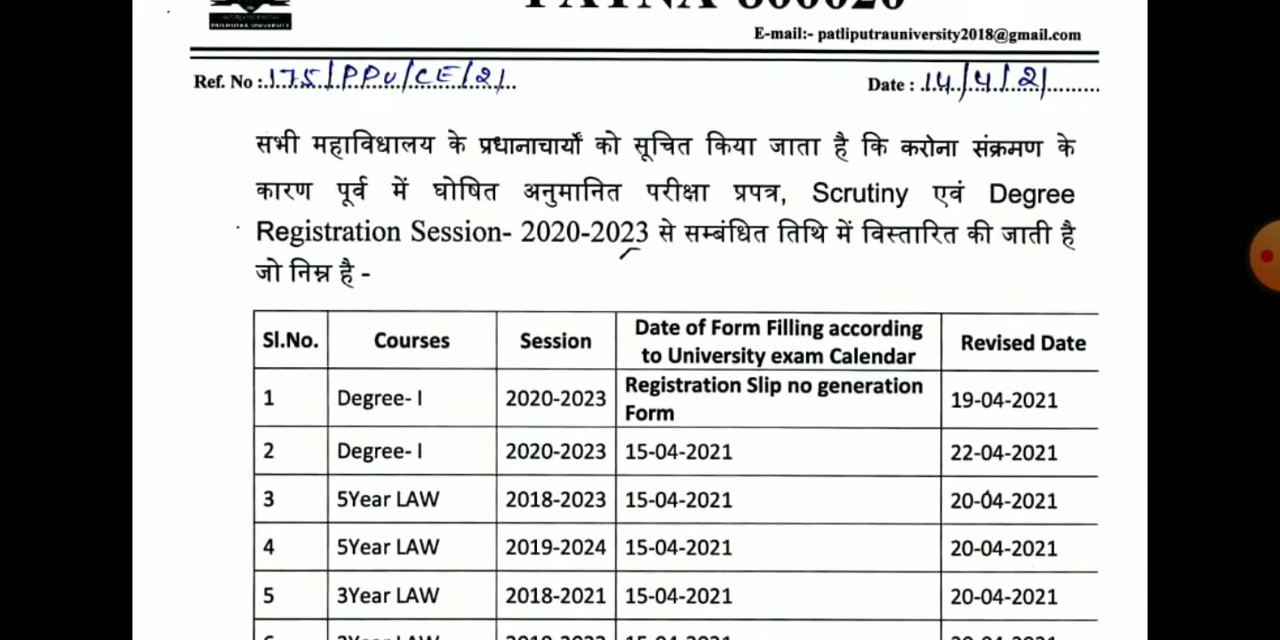 PATLIPUTRA UNIVERSITY
PATNA 800020
E-mail:- patliputrauniversity2018@gmail.com
Ref. No :.175/PPU/CE/21
Date : .14/4/21
सभी महाविधालय के प्रधानाचार्यों को सूचित किया जाता है कि करोना संक्रमण के
कारण पूर्व में घोषित अनुमानित परीक्षा प्रपत्र, Scrutiny एवं Degree
Registration Session- 2020-2023 से सम्बंधित तिथि में विस्तारित की जाती है
जो निम्न है -
Sl.No. Courses Session Date of Form Filling according to University exam Calendar Revised Date
1 Degree- I 2020-2023 Registration Slip no generation Form 19-04-2021
2 Degree- I 2020-2023 15-04-2021 22-04-2021
3 5Year LAW 2018-2023 15-04-2021 20-04-2021
4 5Year LAW 2019-2024 15-04-2021 20-04-2021
5 3Year LAW 2018-2021 15-04-2021 20-04-2021